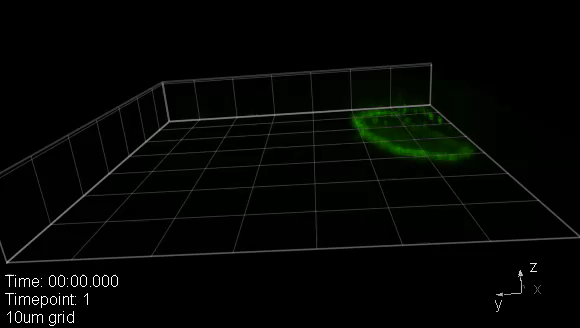 Time: 00:00.000
Timepoint: 1
10um grid
z
x
y